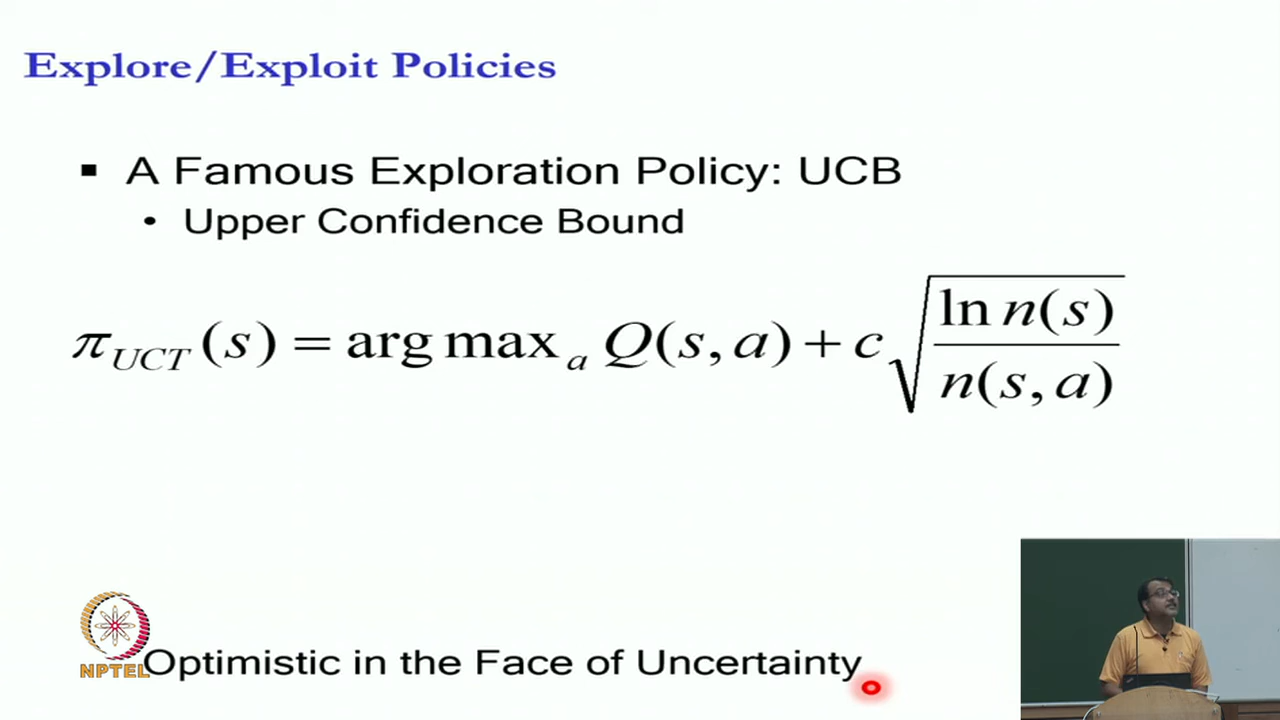 Explore/Exploit Policies
▪ A Famous Exploration Policy: UCB
• Upper Confidence Bound
π_UCT(s) = arg max_a Q(s, a) + c √(ln n(s) / n(s, a))
NPTEL
Optimistic in the Face of Uncertainty